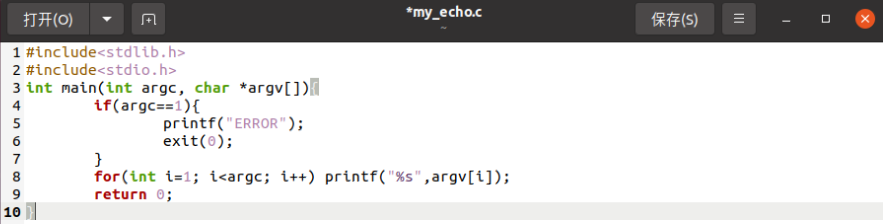 打开(O)
*my_echo.c
~
保存(S)
1 #include<stdlib.h>
2 #include<stdio.h>
3 int main(int argc, char *argv[]){
4         if(argc==1){
5                 printf("ERROR");
6                 exit(0);
7         }
8         for(int i=1; i<argc; i++) printf("%s",argv[i]);
9         return 0;
10 }